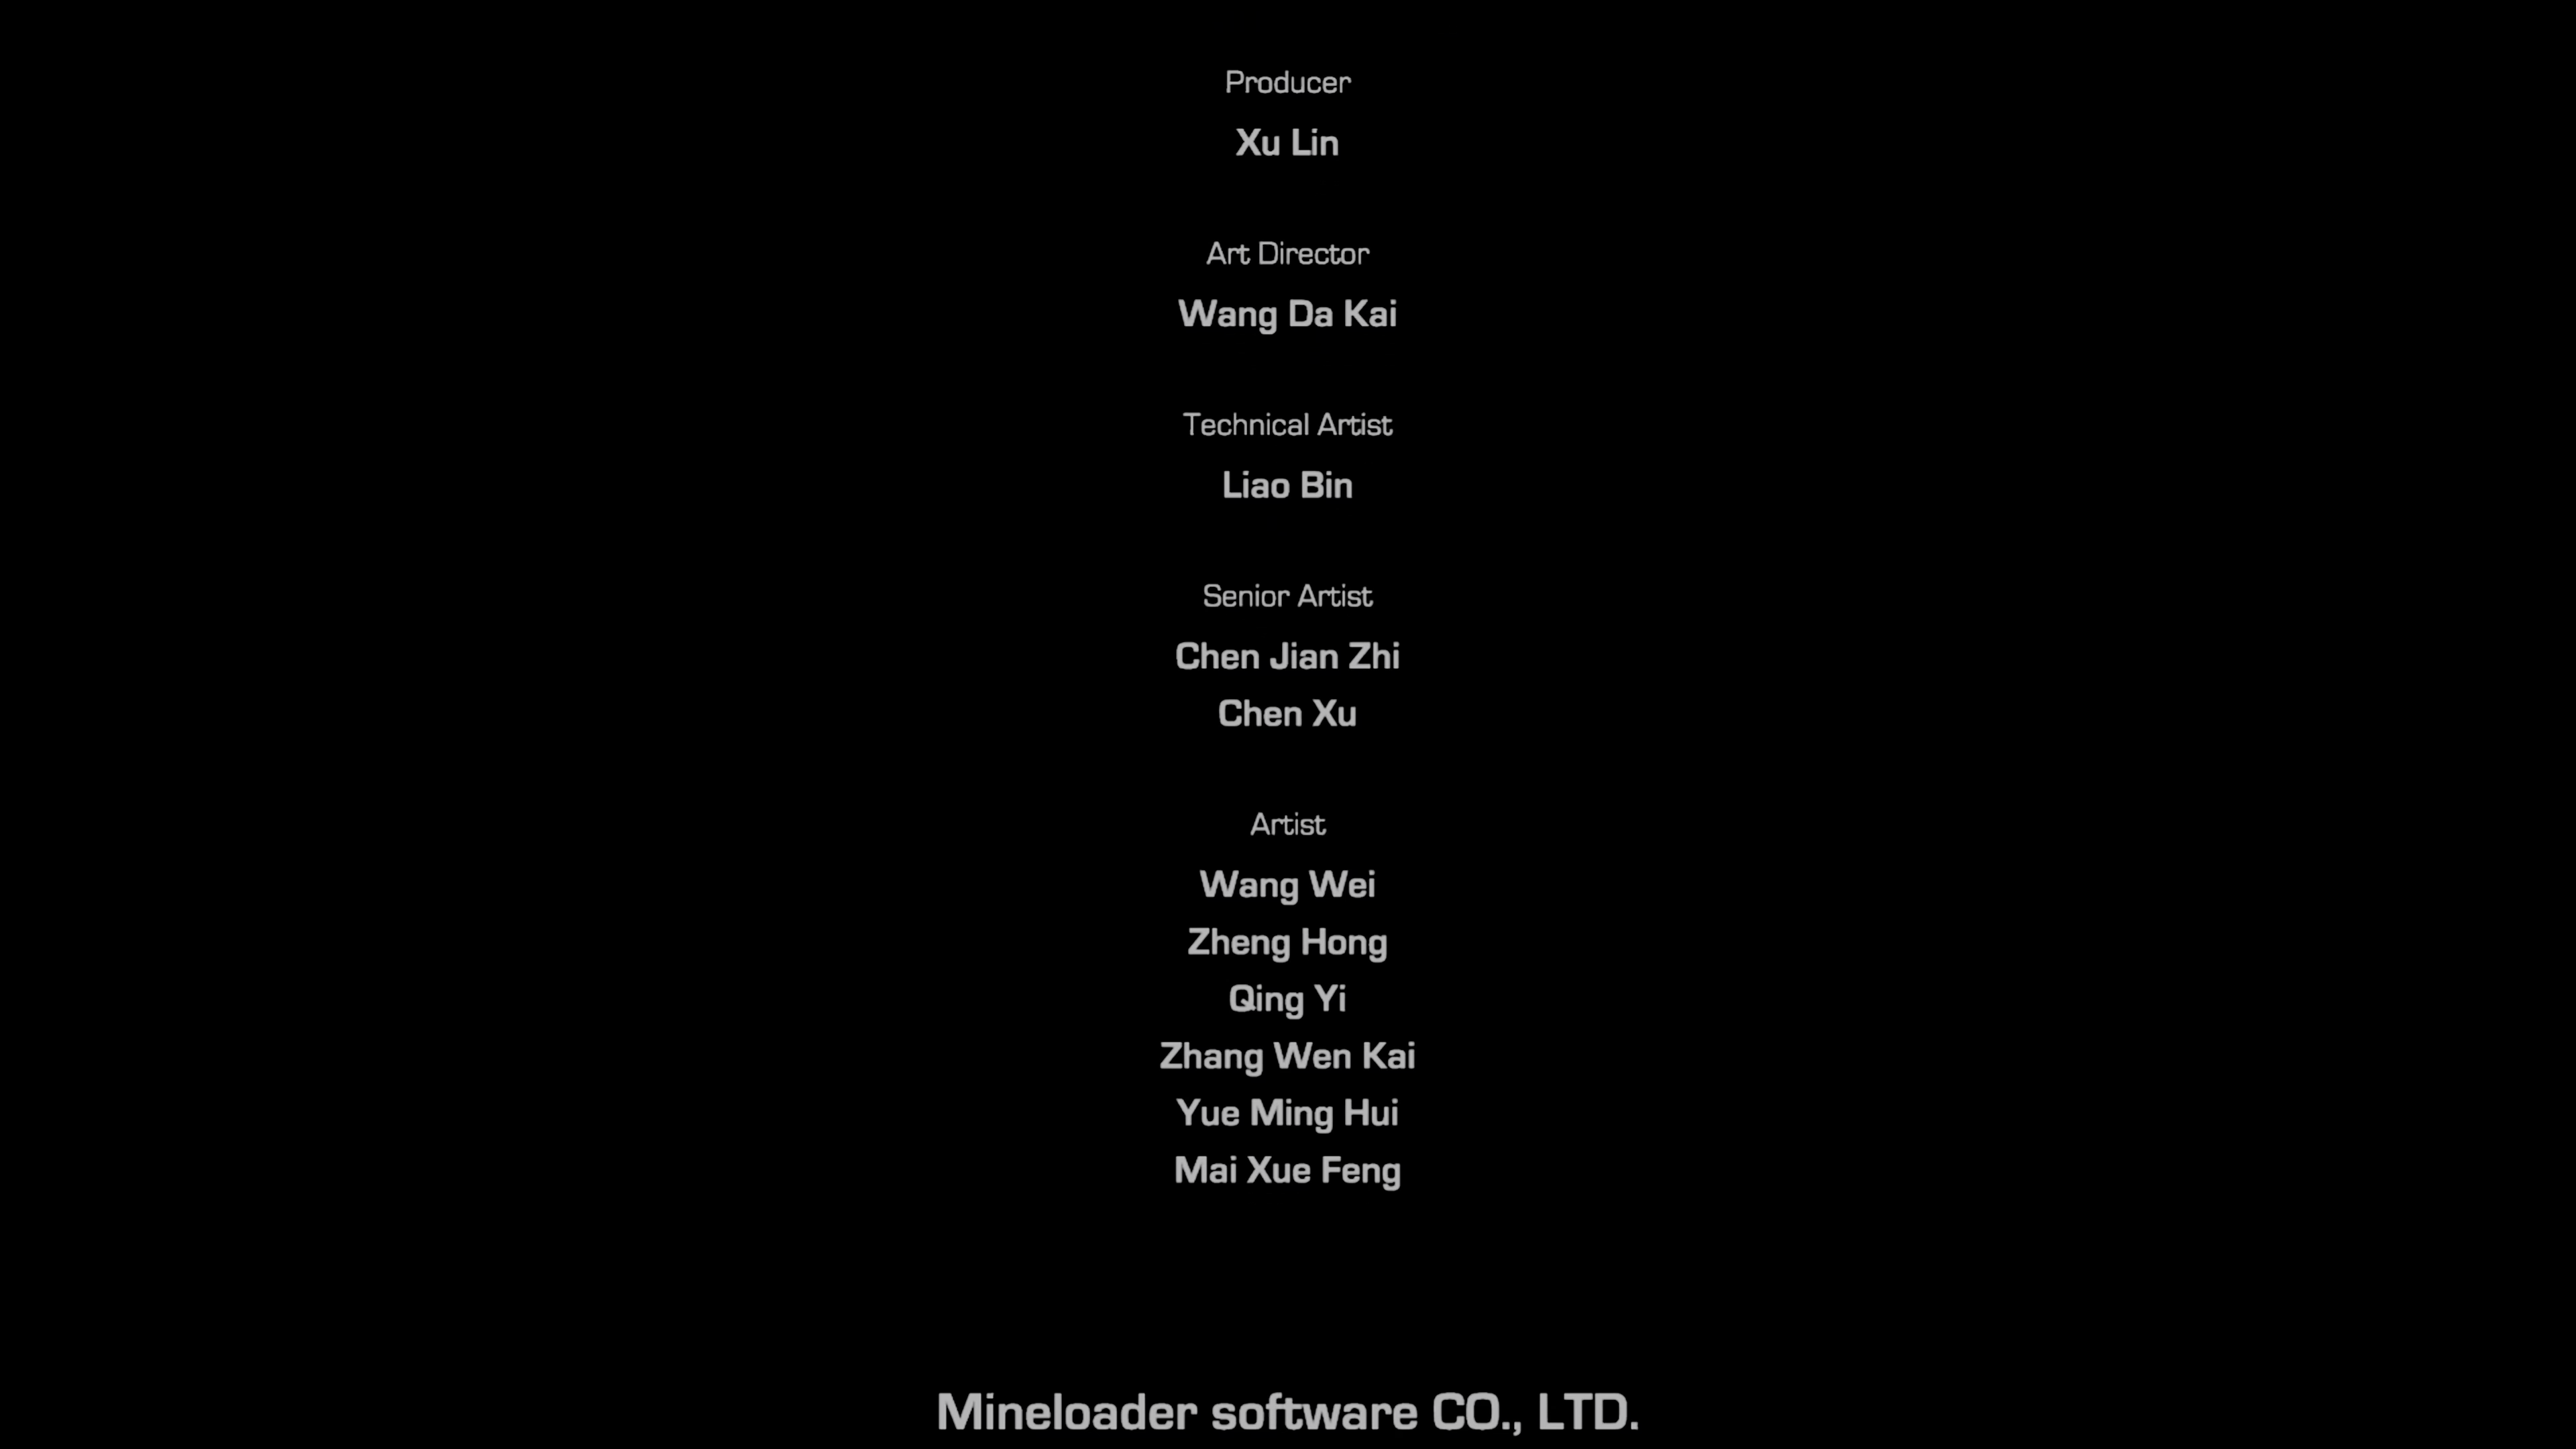 Producer
Xu Lin
Art Director
Wang Da Kai
Technical Artist
Liao Bin
Senior Artist
Chen Jian Zhi
Chen Xu
Artist
Wang Wei
Zheng Hong
Qing Yi
Zhang Wen Kai
Yue Ming Hui
Mai Xue Feng
Mineloader software CO., LTD.